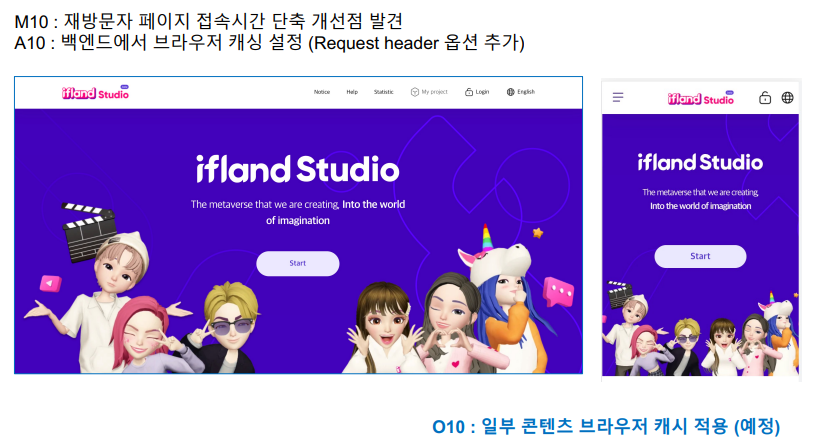 M10 : 재방문자 페이지 접속시간 단축 개선점 발견
A10 : 백엔드에서 브라우저 캐싱 설정 (Request header 옵션 추가)
ifland Studio
Notice Help Statistic My project Login English
ifland Studio
The metaverse that we are creating, Into the world
of imagination
Start
ifland Studio
ifland Studio
The metaverse that we are creating,
Into the world
of imagination
Start
O10 : 일부 콘텐츠 브라우저 캐시 적용 (예정)